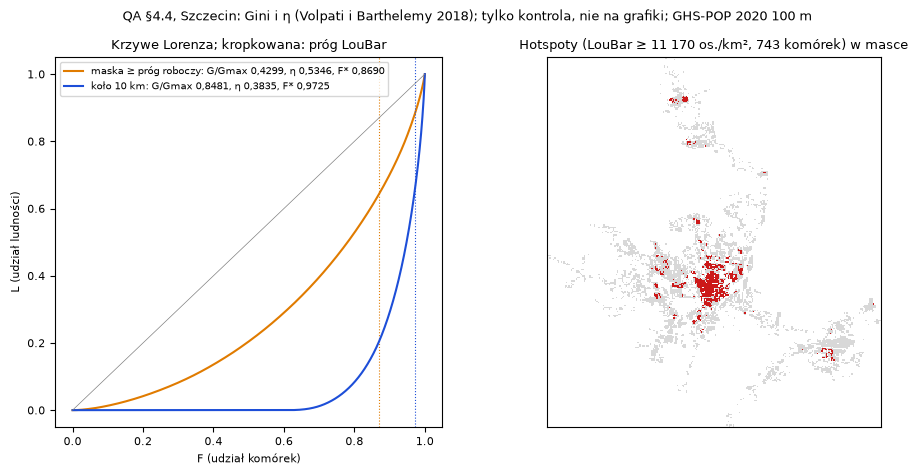 QA §4.4, Szczecin: Gini i η (Volpati i Barthelemy 2018); tylko kontrola, nie na grafiki; GHS-POP 2020 100 m
Krzywe Lorenza; kropkowana: próg LouBar
Hotspoty (LouBar ≥ 11 170 os./km², 743 komórek) w masce
maska ≥ próg roboczy: G/Gmax 0,4299, η 0,5346, F* 0,8690
koło 10 km: G/Gmax 0,8481, η 0,3835, F* 0,9725
L (udział ludności)
1.0
0.8
0.6
0.4
0.2
0.0
0.0 0.2 0.4 0.6 0.8 1.0
F (udział komórek)